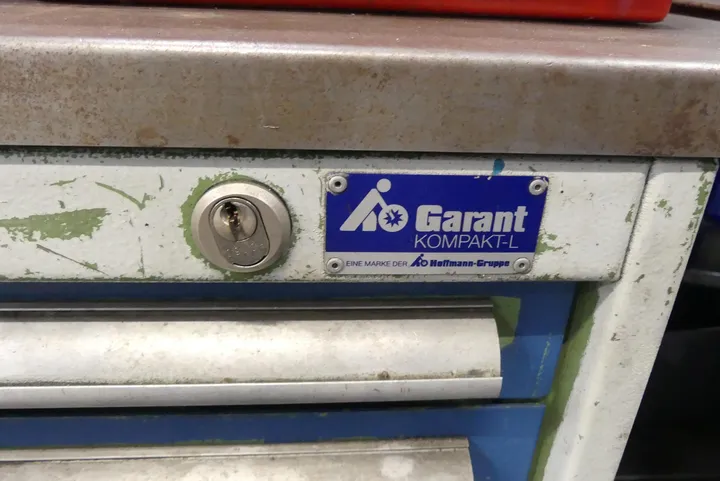 Garant
KOMPAKT-L
EINE MARKE DER Hoffmann-Gruppe